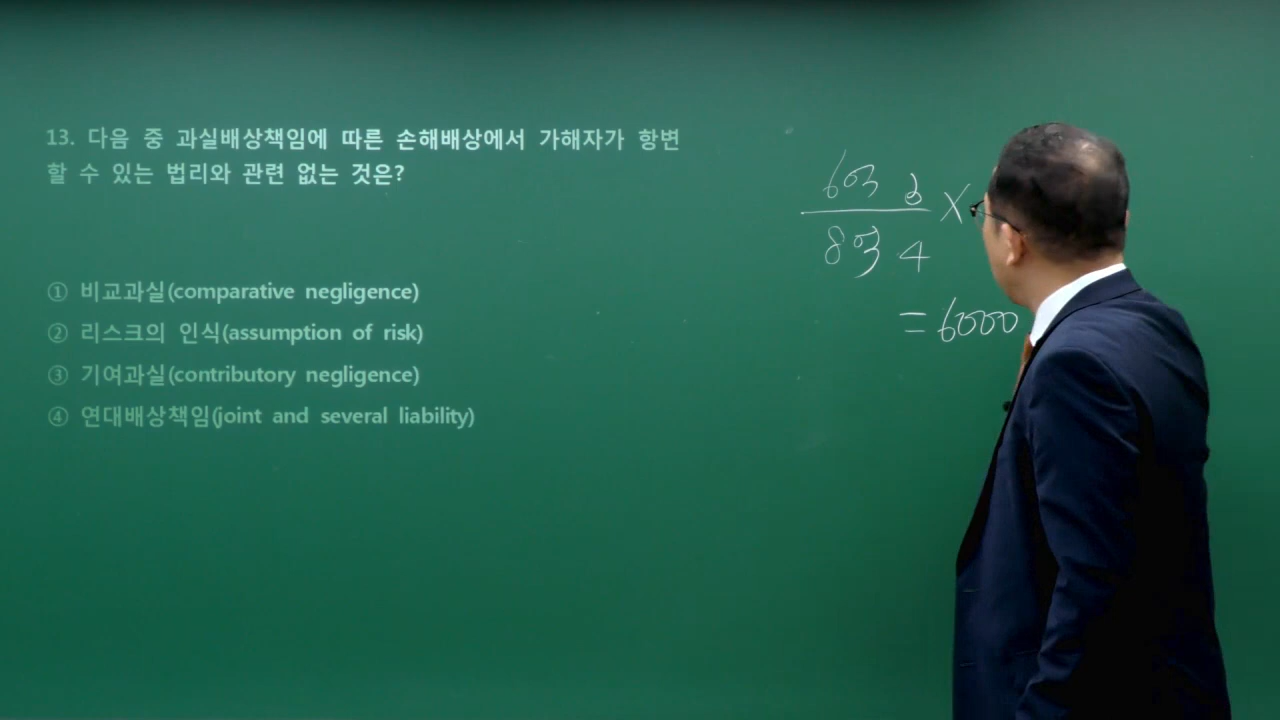 13. 다음 중 과실배상책임에 따른 손해배상에서 가해자가 항변
할 수 있는 법리와 관련 없는 것은?
① 비교과실(comparative negligence)
② 리스크의 인식(assumption of risk)
③ 기여과실(contributory negligence)
④ 연대배상책임(joint and several liability)
6억 3
8억 4
×
= 6000